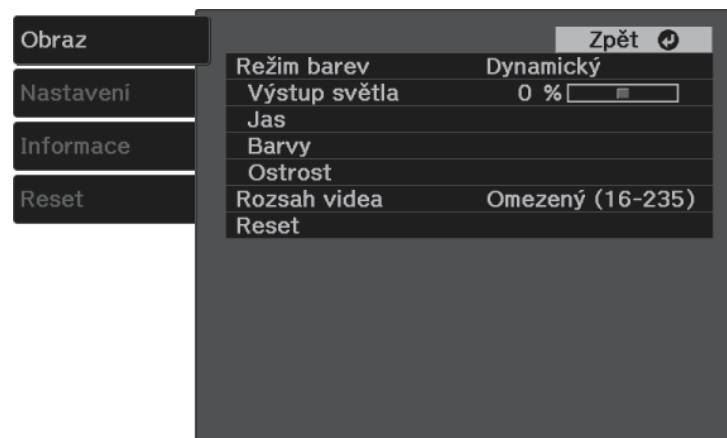 Obraz
Nastavení
Informace
Reset
Zpět
Režim barev Dynamický
Výstup světla 0 %
Jas
Barvy
Ostrost
Rozsah videa Omezený (16-235)
Reset